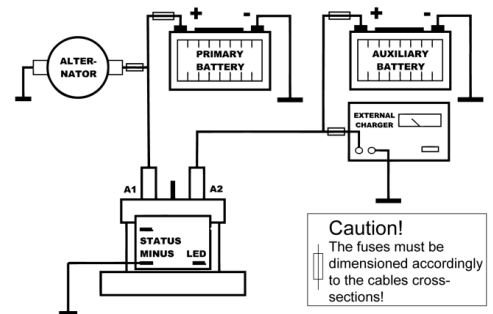 + -
PRIMARY
BATTERY
+ -
AUXILIARY
BATTERY
ALTER-
NATOR
EXTERNAL
CHARGER
A1
A2
STATUS
MINUS LED
Caution!
The fuses must be
dimensioned accordingly
to the cables cross-
sections!